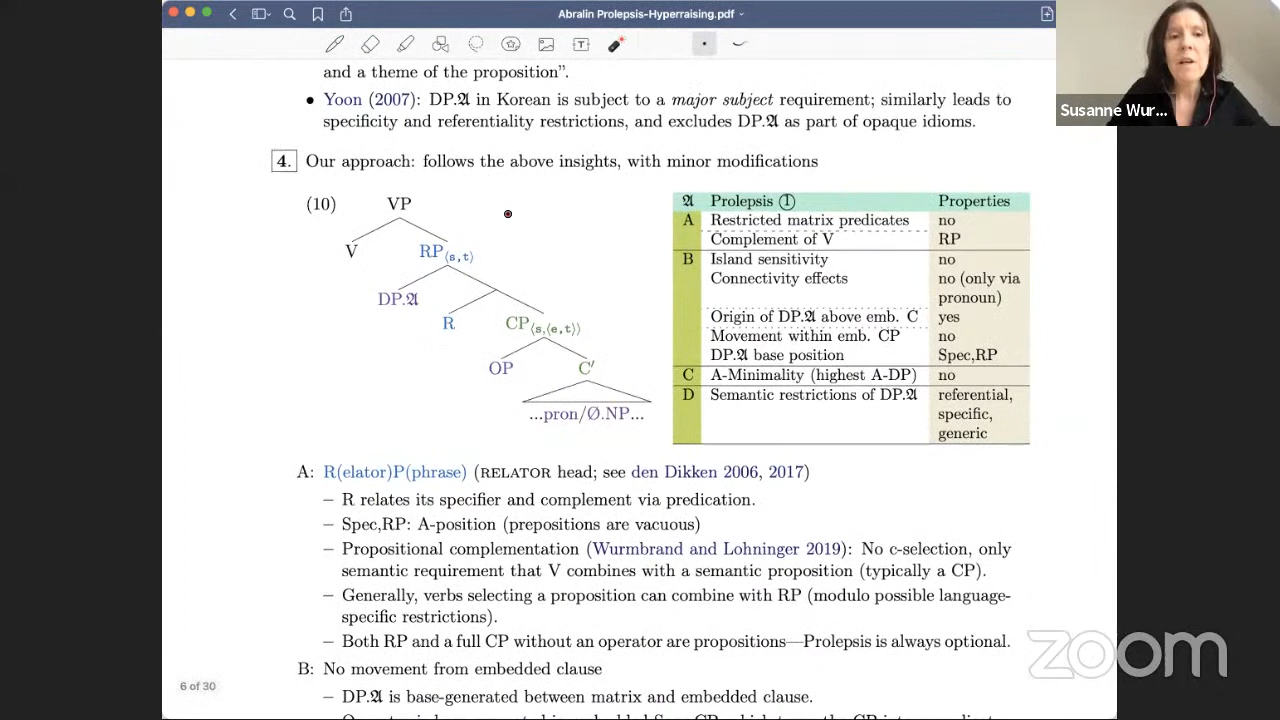 Abralin Prolepsis-Hyperraising.pdf
and a theme of the proposition”.
• Yoon (2007): DP.𝔄 in Korean is subject to a major subject requirement; similarly leads to
specificity and referentiality restrictions, and excludes DP.𝔄 as part of opaque idioms.
4. Our approach: follows the above insights, with minor modifications
(10) VP
V RP⟨s,t⟩
DP.𝔄
R CP⟨s,⟨e,t⟩⟩
OP C′
...pron/Ø.NP...
𝔄 Prolepsis ① Properties
A Restricted matrix predicates no
Complement of V RP
B Island sensitivity no
Connectivity effects no (only via
pronoun)
Origin of DP.𝔄 above emb. C yes
Movement within emb. CP no
DP.𝔄 base position Spec,RP
C A-Minimality (highest A-DP) no
D Semantic restrictions of DP.𝔄 referential,
specific,
generic
A: R(elator)P(phrase) (RELATOR head; see den Dikken 2006, 2017)
– R relates its specifier and complement via predication.
– Spec,RP: A-position (prepositions are vacuous)
– Propositional complementation (Wurmbrand and Lohninger 2019): No c-selection, only
semantic requirement that V combines with a semantic proposition (typically a CP).
– Generally, verbs selecting a proposition can combine with RP (modulo possible language-
specific restrictions).
– Both RP and a full CP without an operator are propositions—Prolepsis is always optional.
B: No movement from embedded clause
– DP.𝔄 is base-generated between matrix and embedded clause.
6 of 30
Susanne Wur...
zoom